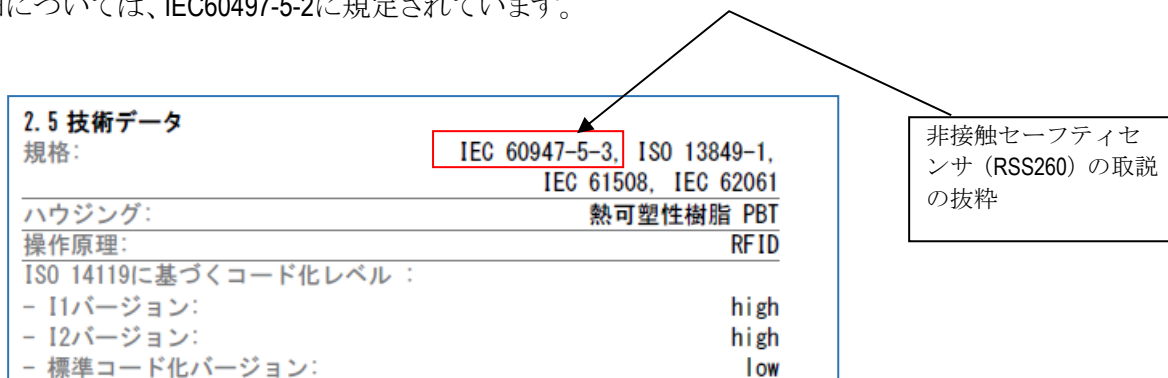 については、IEC60497-5-2に規定されています。
2.5 技術データ
規格: IEC 60947-5-3, ISO 13849-1,
IEC 61508, IEC 62061
ハウジング: 熱可塑性樹脂 PBT
操作原理: RFID
ISO 14119に基づくコード化レベル :
- I1バージョン: high
- I2バージョン: high
- 標準コード化バージョン: low
非接触セーフティセ
ンサ（RSS260）の取説
の抜粋